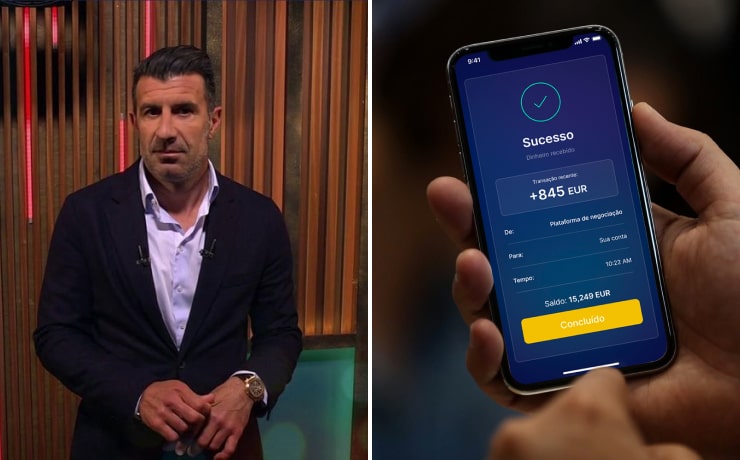 9:41
Sucesso
Dinheiro recebido
Transação recente:
+845 EUR
De: Plataforma de negociação
Para: Sua conta
Tempo: 10:23 AM
Saldo: 15,249 EUR
Concluído